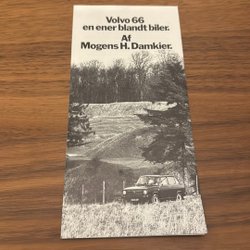 Volvo 66
en ener blandt biler.
Af
Mogens H. Damkier.